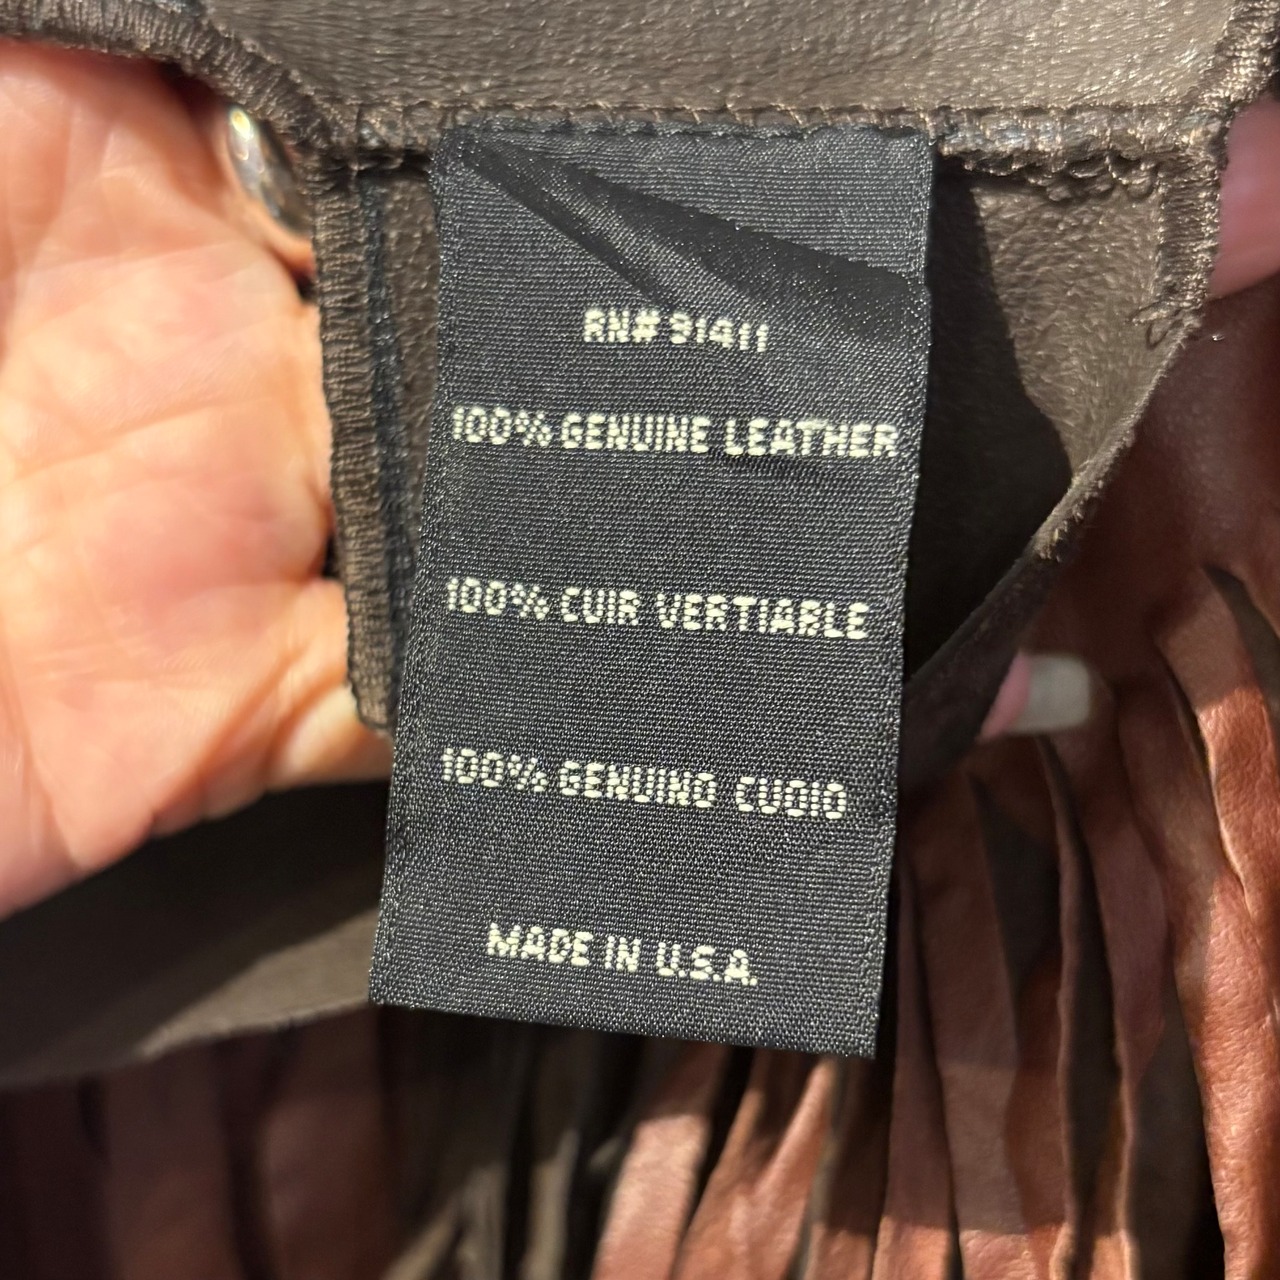 RN# 91411
100% GENUINE LEATHER
100% CUIR VERTIABLE
100% GENUINO CUOIO
MADE IN U.S.A.